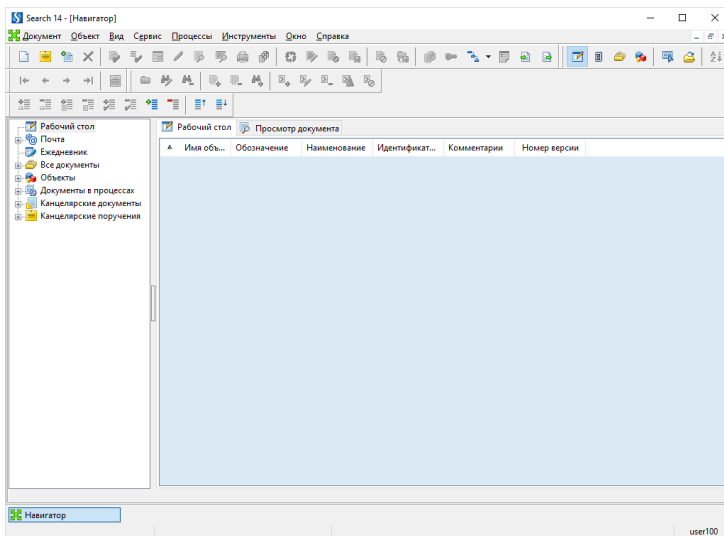 Search 14 - [Навигатор]
Документ Объект Вид Сервис Процессы Инструменты Окно Справка
Рабочий стол
Почта
Ежедневник
Все документы
Объекты
Документы в процессах
Канцелярские документы
Канцелярские поручения
Рабочий стол Просмотр документа
Имя объ... Обозначение Наименование Идентификат... Комментарии Номер версии
Навигатор
user100